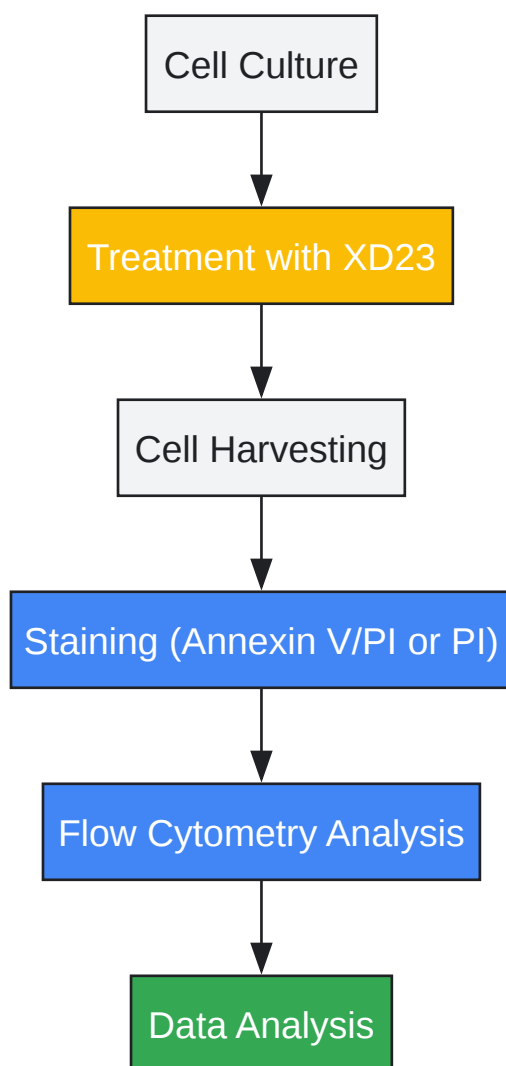 Cell Culture
Treatment with XD23
Cell Harvesting
Staining (Annexin V/PI or PI)
Flow Cytometry Analysis
Data Analysis